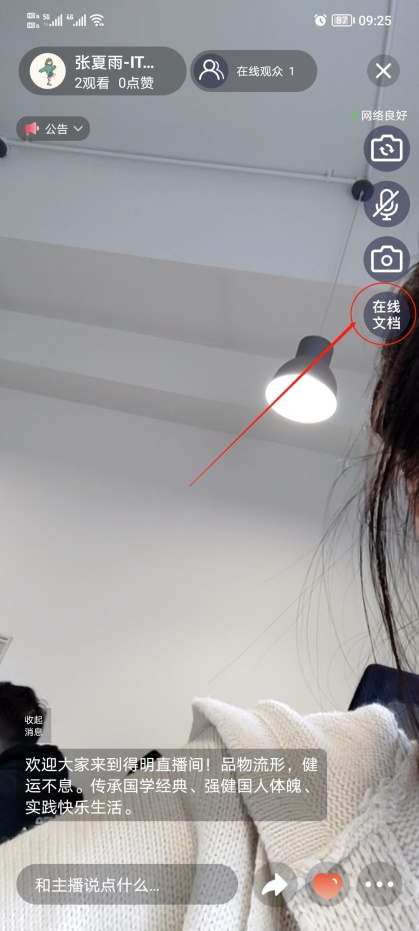 5G 4G 87 09:25
张夏雨-IT...
2观看 0点赞
在线观众 1
公告
网络良好
在线
文档
收起
消息
欢迎大家来到得明直播间！品物流形，健
运不息。传承国学经典、强健国人体魄、
实践快乐生活。
和主播说点什么...